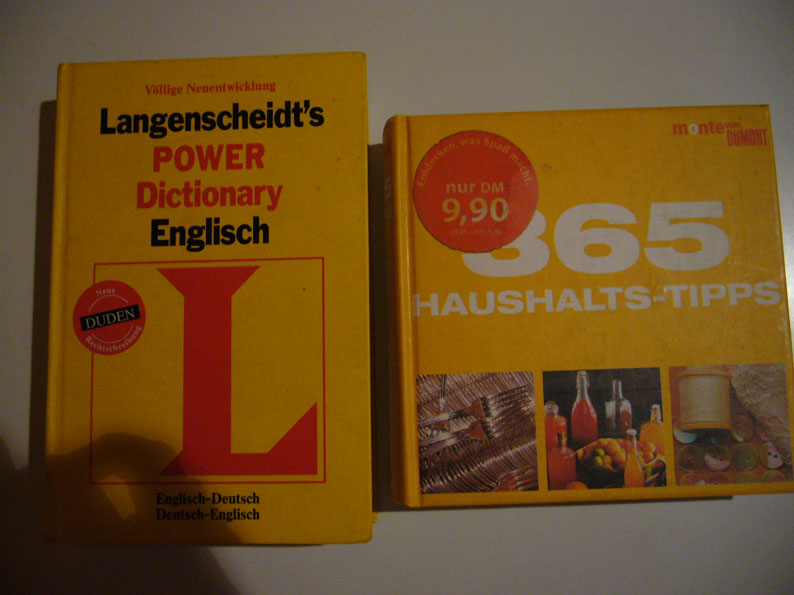 Völlige Neuentwicklung
Langenscheidt's
POWER
Dictionary
Englisch
Neue
DUDEN
Rechtschreibung
L
Englisch-Deutsch
Deutsch-Englisch
monte von
DUMONT
Entdecken, was Spaß macht.
nur DM
9,90
365
HAUSHALTS-TIPPS